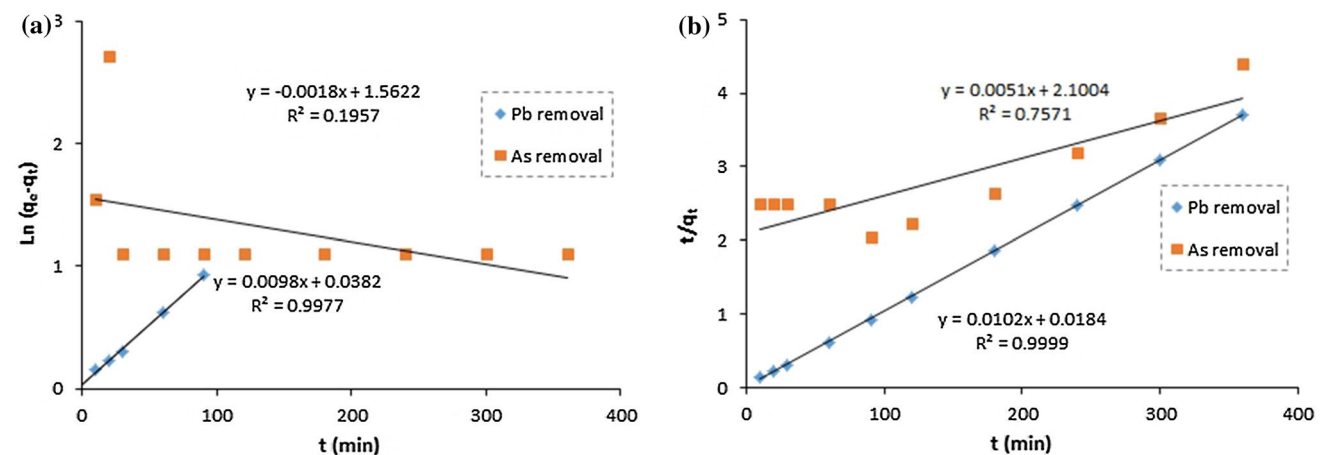 (a)
3
2
1
0
Ln (qe-qt)
y = -0.0018x + 1.5622
R² = 0.1957
Pb removal
As removal
y = 0.0098x + 0.0382
R² = 0.9977
0 100 200 300 400
t (min)
(b)
5
4
3
2
1
0
t/qt
y = 0.0051x + 2.1004
R² = 0.7571
Pb removal
As removal
y = 0.0102x + 0.0184
R² = 0.9999
0 100 200 300 400
t (min)